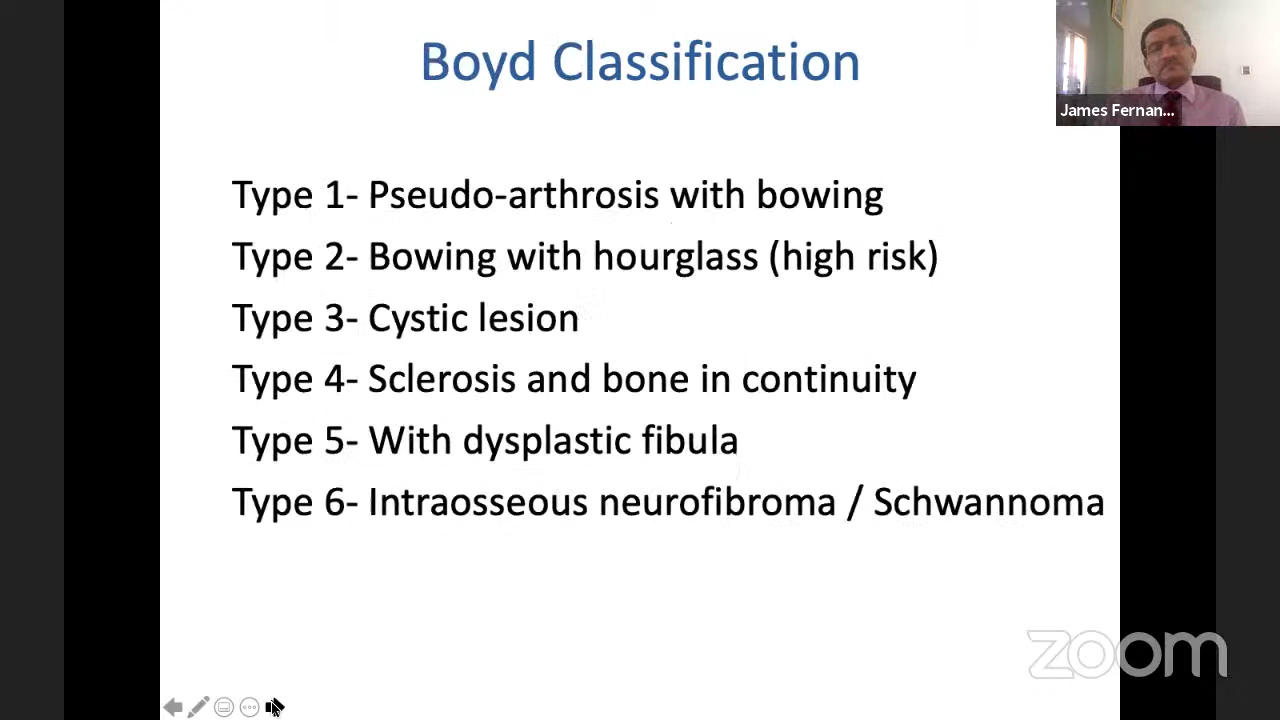 Boyd Classification
James Fernan...
Type 1- Pseudo-arthrosis with bowing
Type 2- Bowing with hourglass (high risk)
Type 3- Cystic lesion
Type 4- Sclerosis and bone in continuity
Type 5- With dysplastic fibula
Type 6- Intraosseous neurofibroma / Schwannoma
zoom